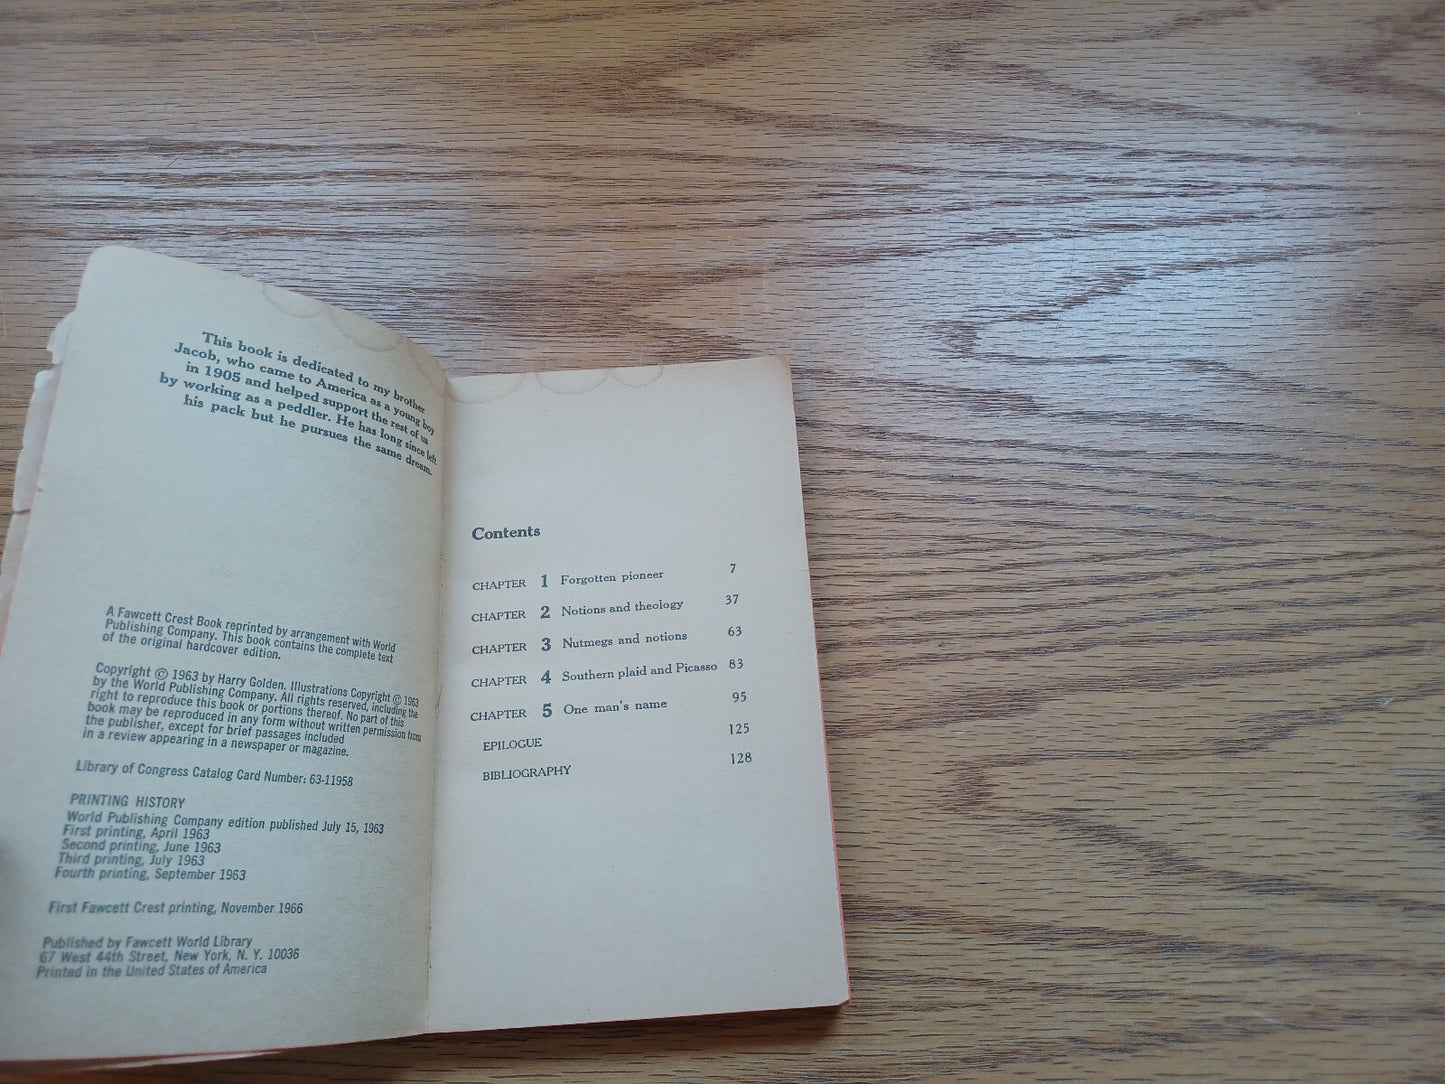 This book is dedicated to my brother
Jacob, who came to America as a young boy
in 1905 and helped support the rest of us
by working as a peddler. He has long since left
his pack but he pursues the same dream.
A Fawcett Crest Book reprinted by arrangement with World
Publishing Company. This book contains the complete text
of the original hardcover edition.
Copyright © 1963 by Harry Golden. Illustrations Copyright © 1963
by the World Publishing Company. All rights reserved, including the
right to reproduce this book or portions thereof. No part of this
book may be reproduced in any form without written permission from
the publisher, except for brief passages included
in a review appearing in a newspaper or magazine.
Library of Congress Catalog Card Number: 63-11958
PRINTING HISTORY
World Publishing Company edition published July 15, 1963
First printing, April 1963
Second printing, June 1963
Third printing, July 1963
Fourth printing, September 1963
First Fawcett Crest printing, November 1966
Published by Fawcett World Library
67 West 44th Street, New York, N. Y. 10036
Printed in the United States of America
Contents
CHAPTER 1 Forgotten pioneer 7
CHAPTER 2 Notions and theology 37
CHAPTER 3 Nutmegs and notions 63
CHAPTER 4 Southern plaid and Picasso 83
CHAPTER 5 One man's name 95
EPILOGUE 125
BIBLIOGRAPHY 128